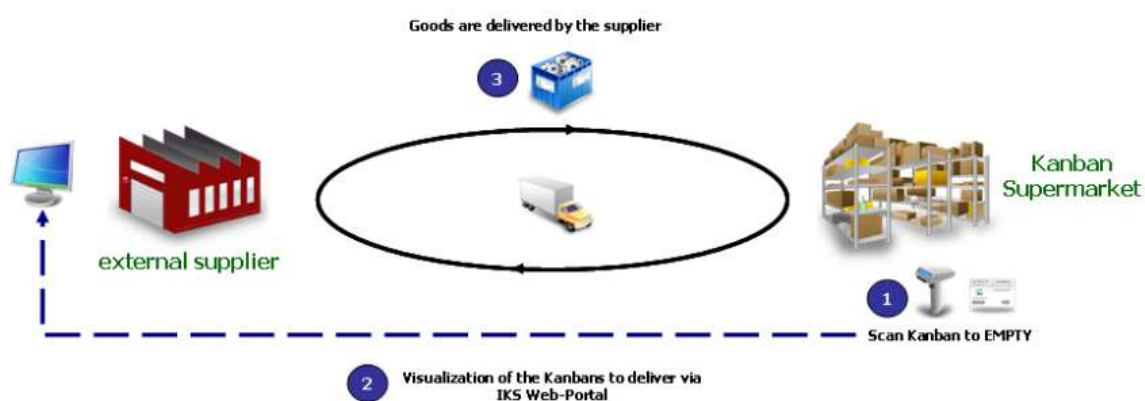 Goods are delivered by the supplier
3
Kanban
Supermarket
external supplier
1
Scan Kanban to EMPTY
2
Visualization of the Kanbans to deliver via
IKS Web-Portal